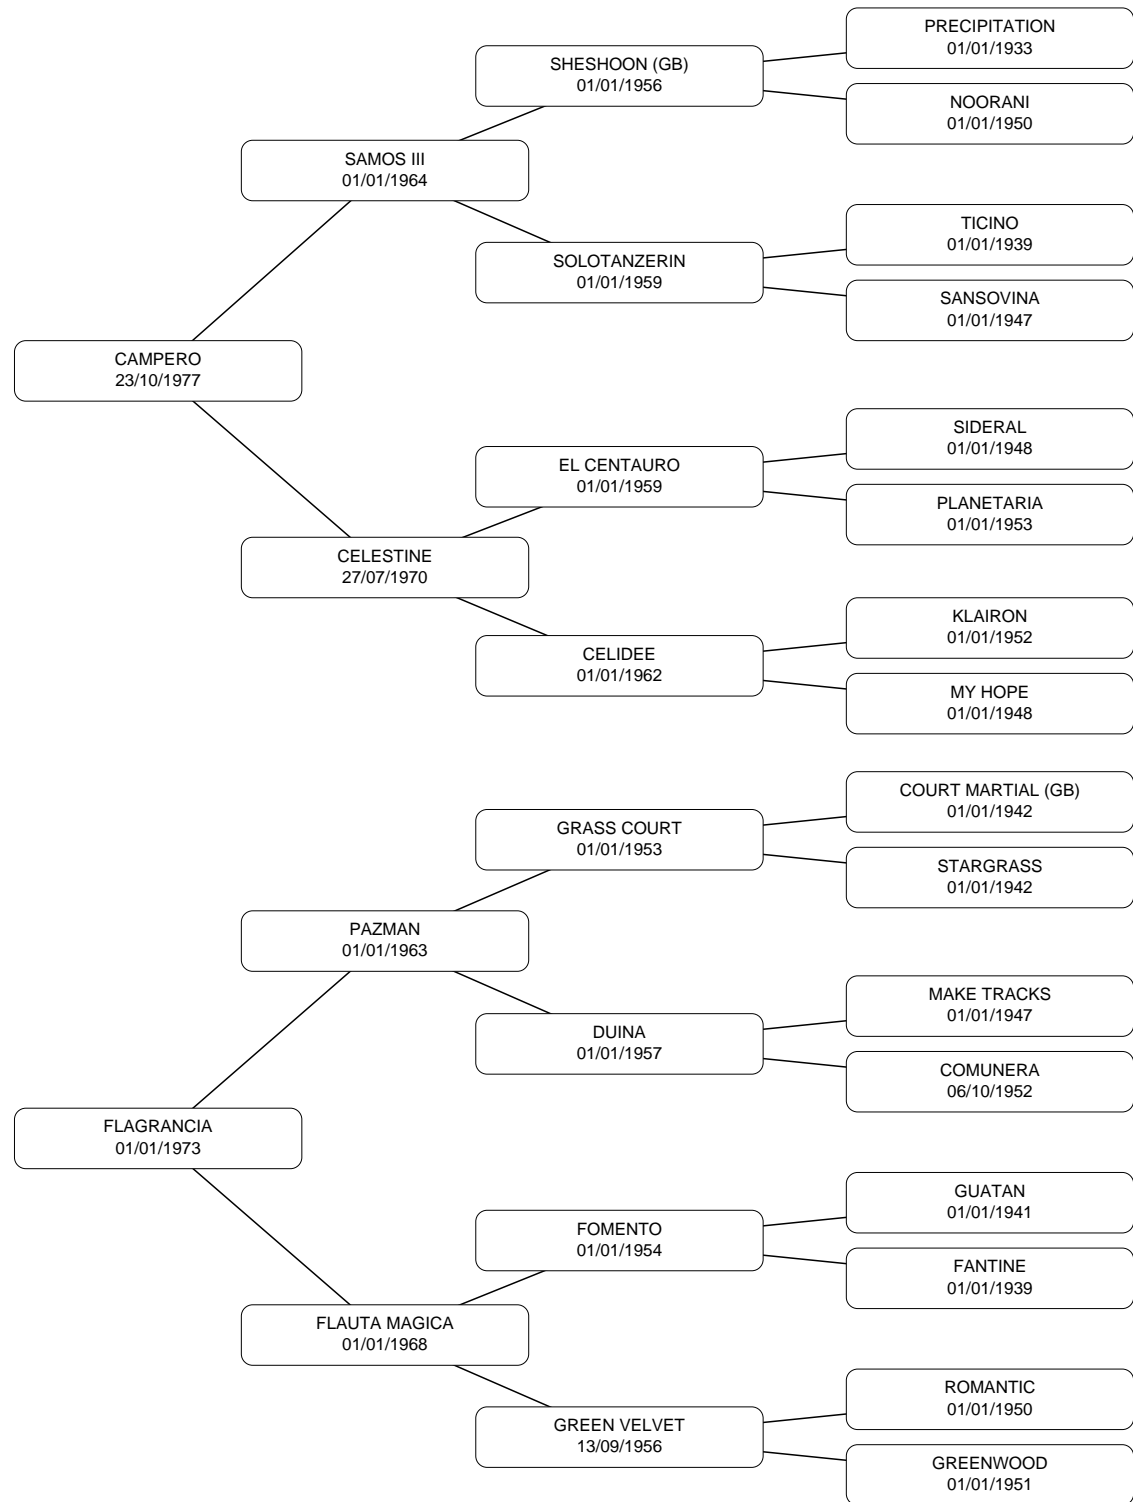 PRECIPITATION
01/01/1933
SHESHOON (GB)
01/01/1956
NOORANI
01/01/1950
SAMOS III
01/01/1964
TICINO
01/01/1939
SOLOTANZERIN
01/01/1959
SANSOVINA
01/01/1947
CAMPERO
23/10/1977
SIDERAL
01/01/1948
EL CENTAURO
01/01/1959
PLANETARIA
01/01/1953
CELESTINE
27/07/1970
KLAIRON
01/01/1952
CELIDEE
01/01/1962
MY HOPE
01/01/1948
COURT MARTIAL (GB)
01/01/1942
GRASS COURT
01/01/1953
STARGRASS
01/01/1942
PAZMAN
01/01/1963
MAKE TRACKS
01/01/1947
DUINA
01/01/1957
COMUNERA
06/10/1952
FLAGRANCIA
01/01/1973
GUATAN
01/01/1941
FOMENTO
01/01/1954
FANTINE
01/01/1939
FLAUTA MAGICA
01/01/1968
ROMANTIC
01/01/1950
GREEN VELVET
13/09/1956
GREENWOOD
01/01/1951